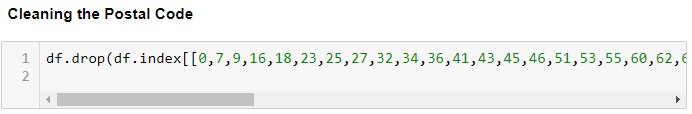 Cleaning the Postal Code
1 df.drop(df.index[[0,7,9,16,18,23,25,27,32,34,36,41,43,45,46,51,53,55,60,62,
2